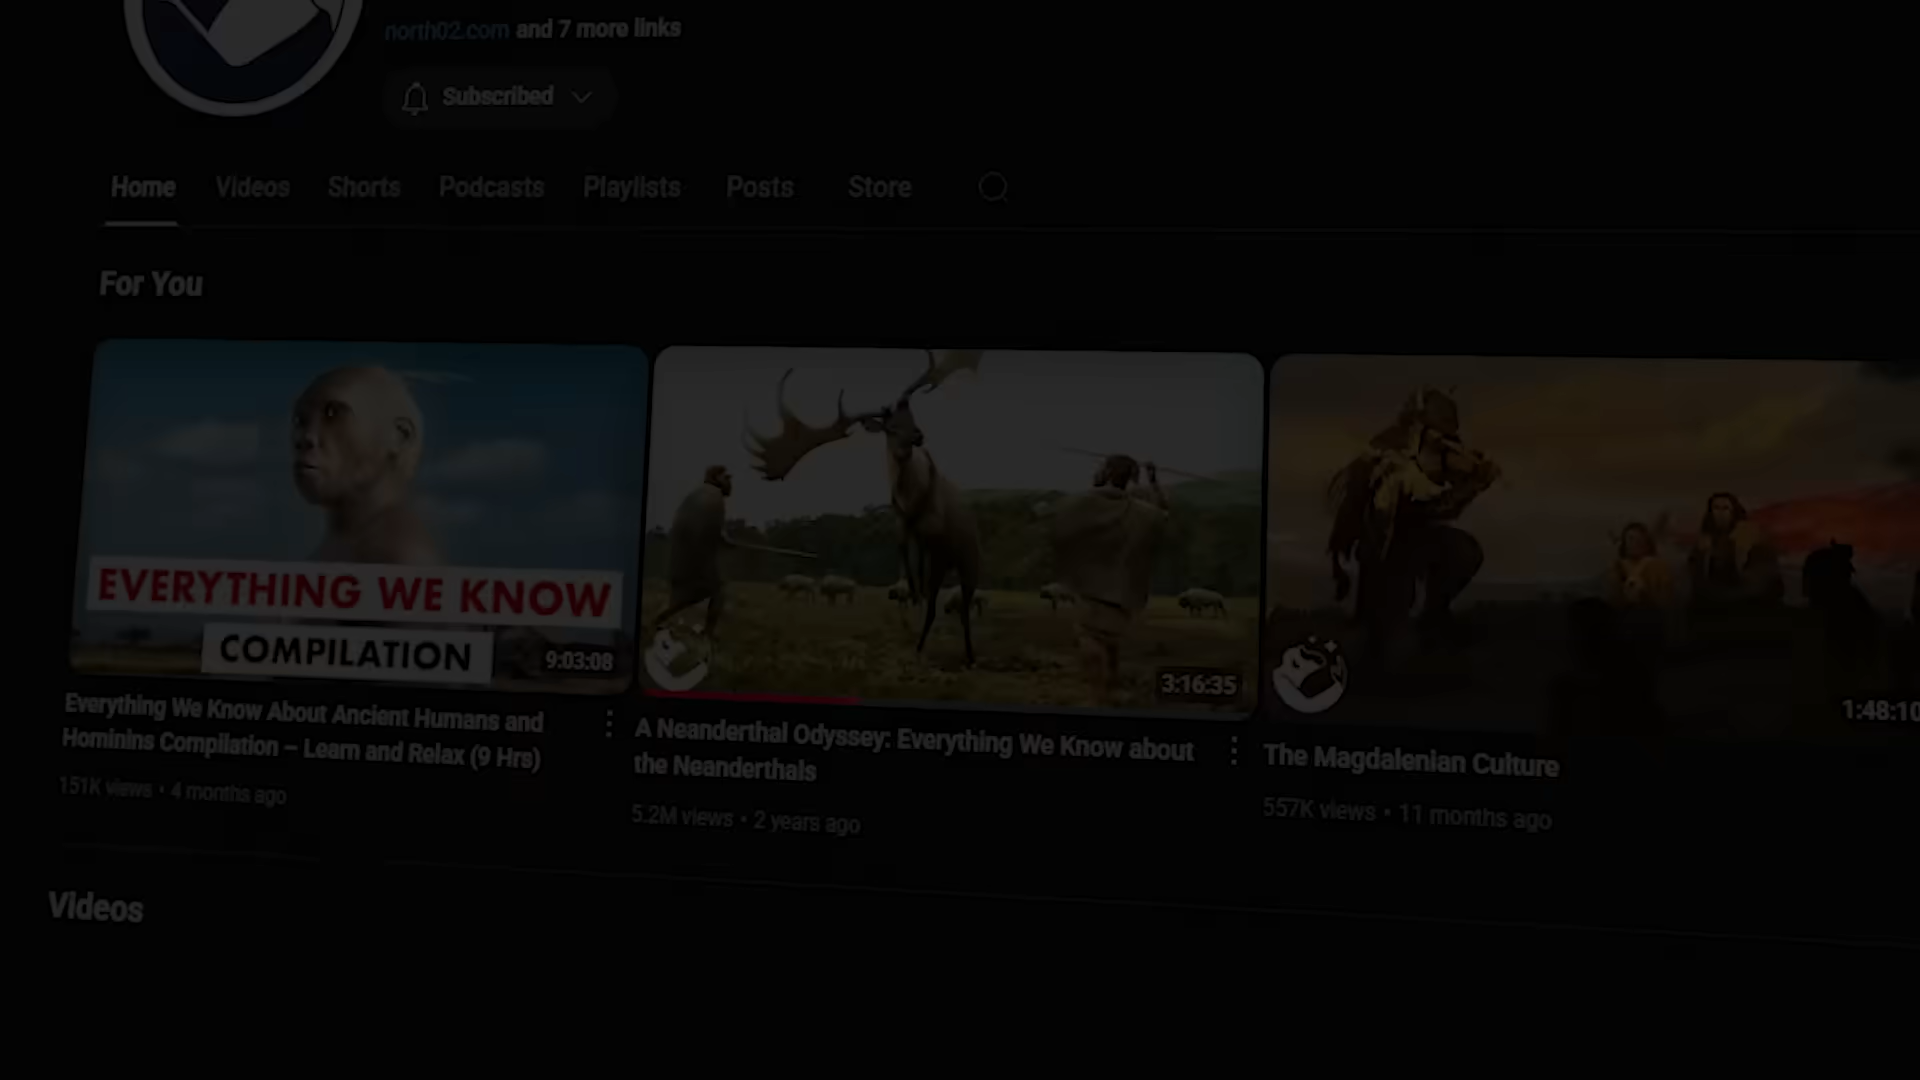 north02.com and 7 more links
Subscribed
Home Videos Shorts Podcasts Playlists Posts Store
For You
EVERYTHING WE KNOW
COMPILATION
9:03:08
3:16:35
1:48:10
Everything We Know About Ancient Humans and
Hominins Compilation – Learn and Relax (9 Hrs)
151K views • 4 months ago
A Neanderthal Odyssey: Everything We Know about
the Neanderthals
5.2M views • 2 years ago
The Magdalenian Culture
557K views • 11 months ago
Videos